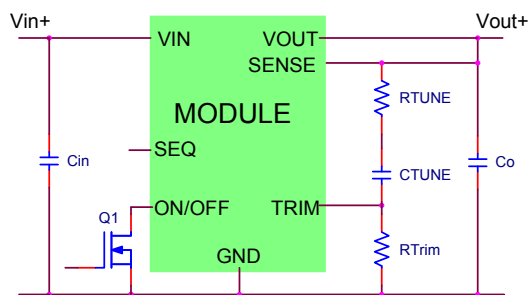 Vin+
Vout+
VIN
VOUT
SENSE
RTUNE
MODULE
SEQ
Cin
CTUNE
Co
Q1
ON/OFF
TRIM
RTrim
GND